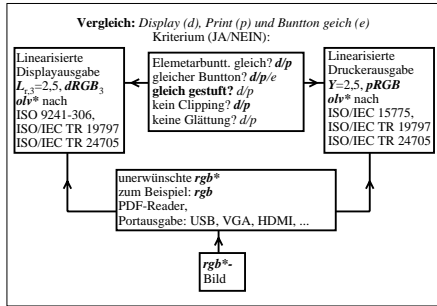 Vergleich: Display (d), Print (p) und Buntton geich (e)
Kriterium (JA/NEIN):
Linearisierte
Displayausgabe
Lr,3=2,5, dRGB3
olv* nach
ISO 9241-306,
ISO/IEC TR 19797
ISO/IEC TR 24705
Elemetarbuntt. gleich? d/p
gleicher Buntton? d/p/e
gleich gestuft? d/p
kein Clipping? d/p
keine Glättung? d/p
Linearisierte
Druckerausgabe
Y=2,5, pRGB
olv* nach
ISO/IEC 15775,
ISO/IEC TR 19797
ISO/IEC TR 24705
unerwünschte rgb*
zum Beispiel: rgb
PDF-Reader,
Portausgabe: USB, VGA, HDMI, ...
rgb*-
Bild